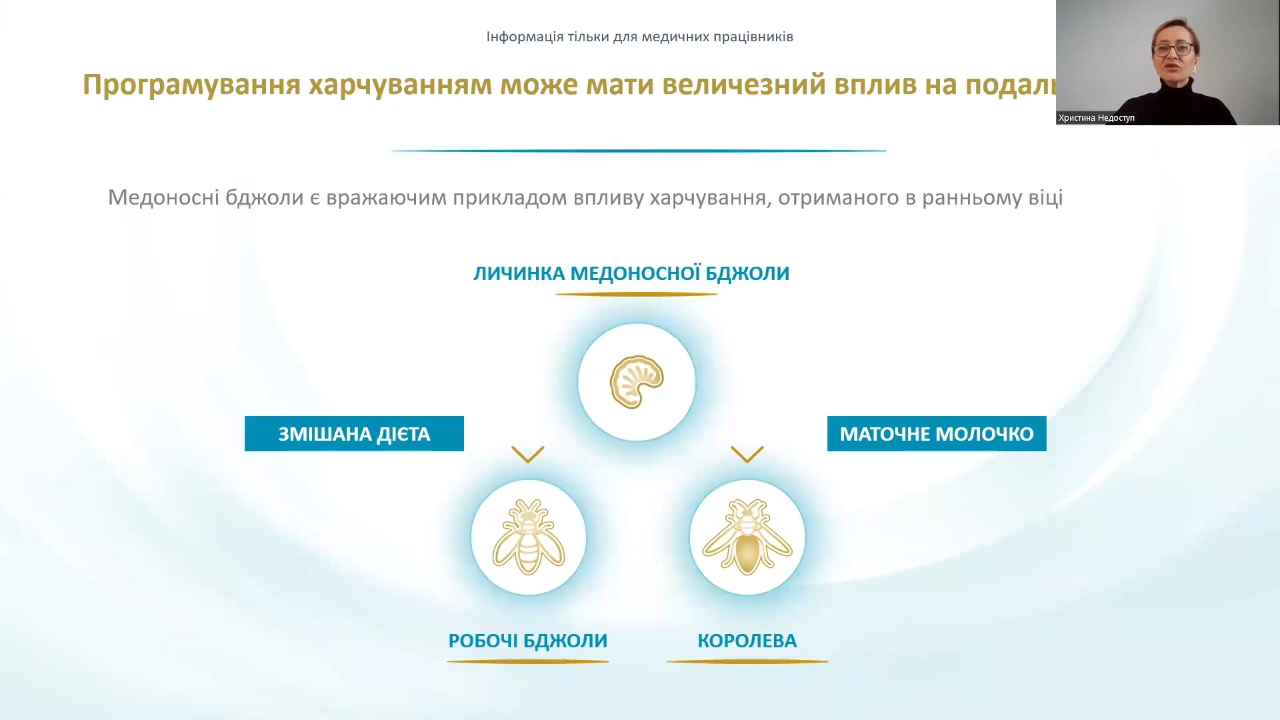 Інформація тільки для медичних працівників
Програмування харчуванням може мати величезний вплив на
Христина Недоступ
Медоносні бджоли є вражаючим прикладом впливу харчування, отриманого в ранньому віці
ЛИЧИНКА МЕДОНОСНОЇ БДЖОЛИ
ЗМІШАНА ДІЄТА
МАТОЧНЕ МОЛОЧКО
РОБОЧІ БДЖОЛИ
КОРОЛЕВА